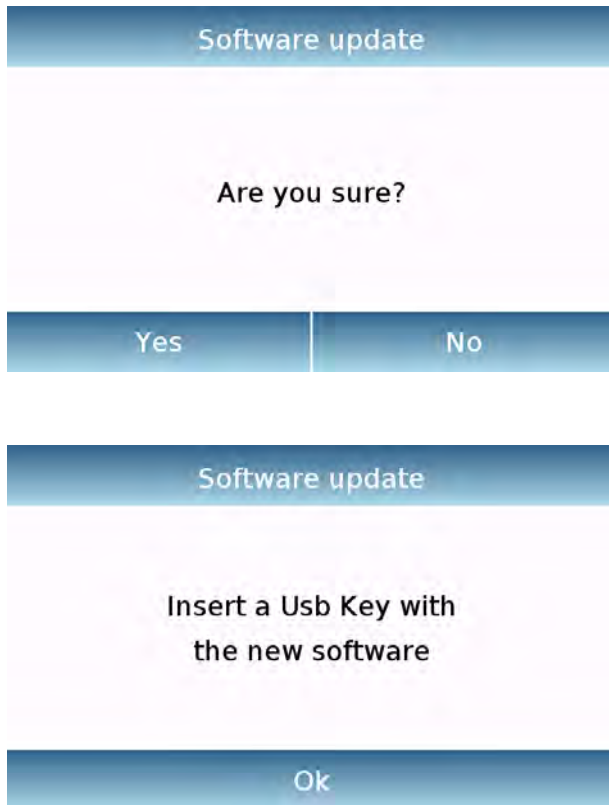 Software update
Are you sure?
Yes No
Software update
Insert a Usb Key with
the new software
Ok